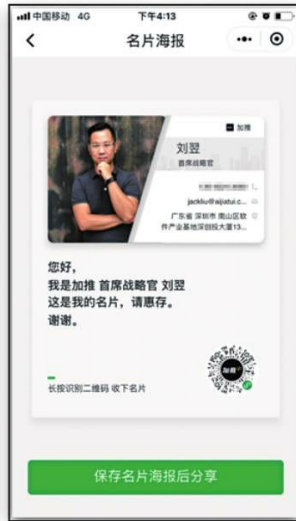 中国移动 4G 下午4:13
名片海报
加推
刘翌
首席战略官
jackliu@aijiatui.c...
广东省 深圳市 南山区软
件产业基地深创投大厦13...
您好，
我是加推 首席战略官 刘翌
这是我的名片，请惠存。
谢谢。
加推
长按识别二维码 收下名片
保存名片海报后分享